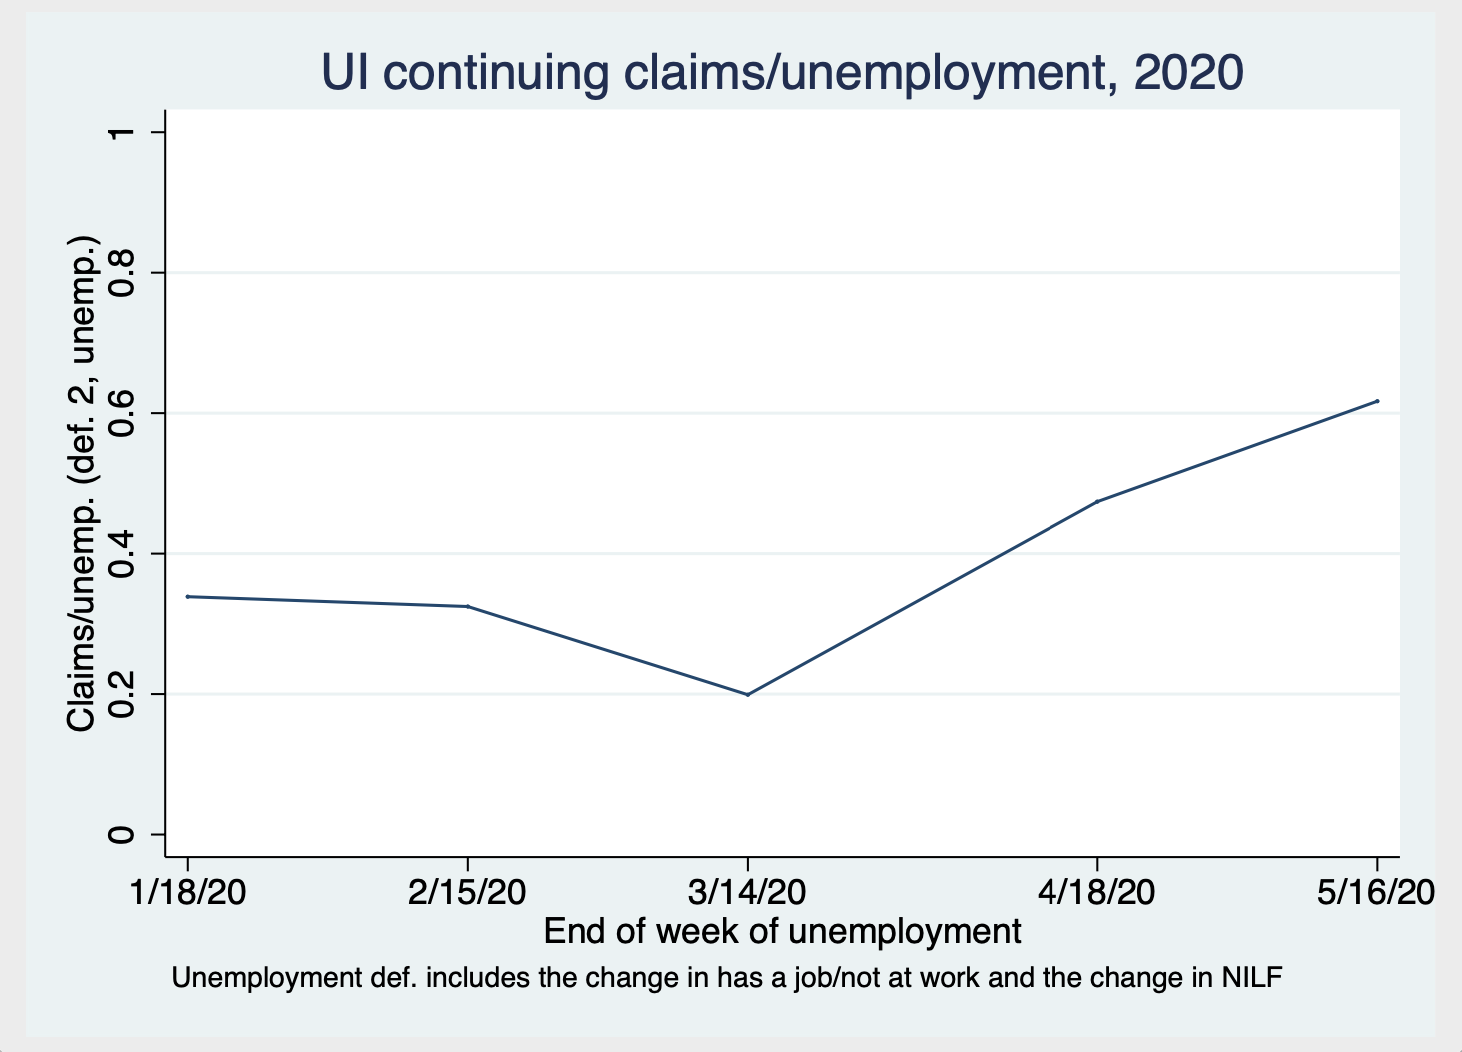 UI continuing claims/unemployment, 2020
Claims/unemp. (def. 2, unemp.)
1
0.8
0.6
0.4
0.2
0
1/18/20 2/15/20 3/14/20 4/18/20 5/16/20
End of week of unemployment
Unemployment def. includes the change in has a job/not at work and the change in NILF